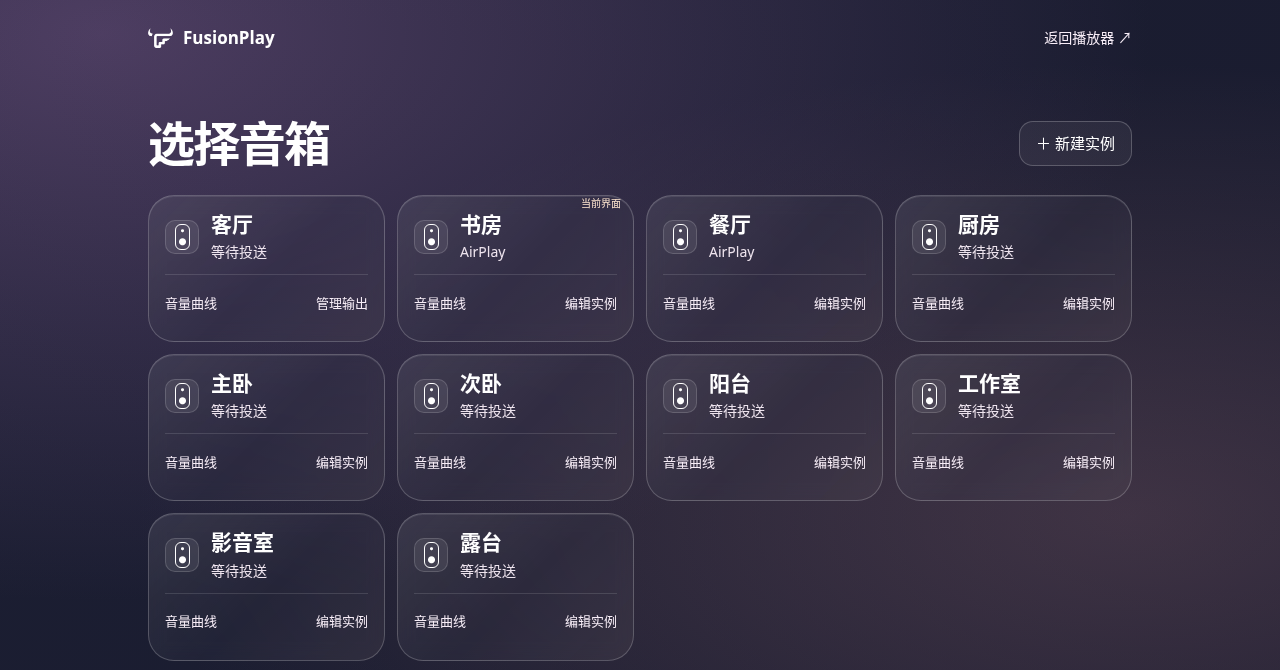 FusionPlay
返回播放器 ↗
选择音箱
＋ 新建实例
客厅
等待投送
音量曲线 管理输出
当前界面
书房
AirPlay
音量曲线 编辑实例
餐厅
AirPlay
音量曲线 编辑实例
厨房
等待投送
音量曲线 编辑实例
主卧
等待投送
音量曲线 编辑实例
次卧
等待投送
音量曲线 编辑实例
阳台
等待投送
音量曲线 编辑实例
工作室
等待投送
音量曲线 编辑实例
影音室
等待投送
音量曲线 编辑实例
露台
等待投送
音量曲线 编辑实例